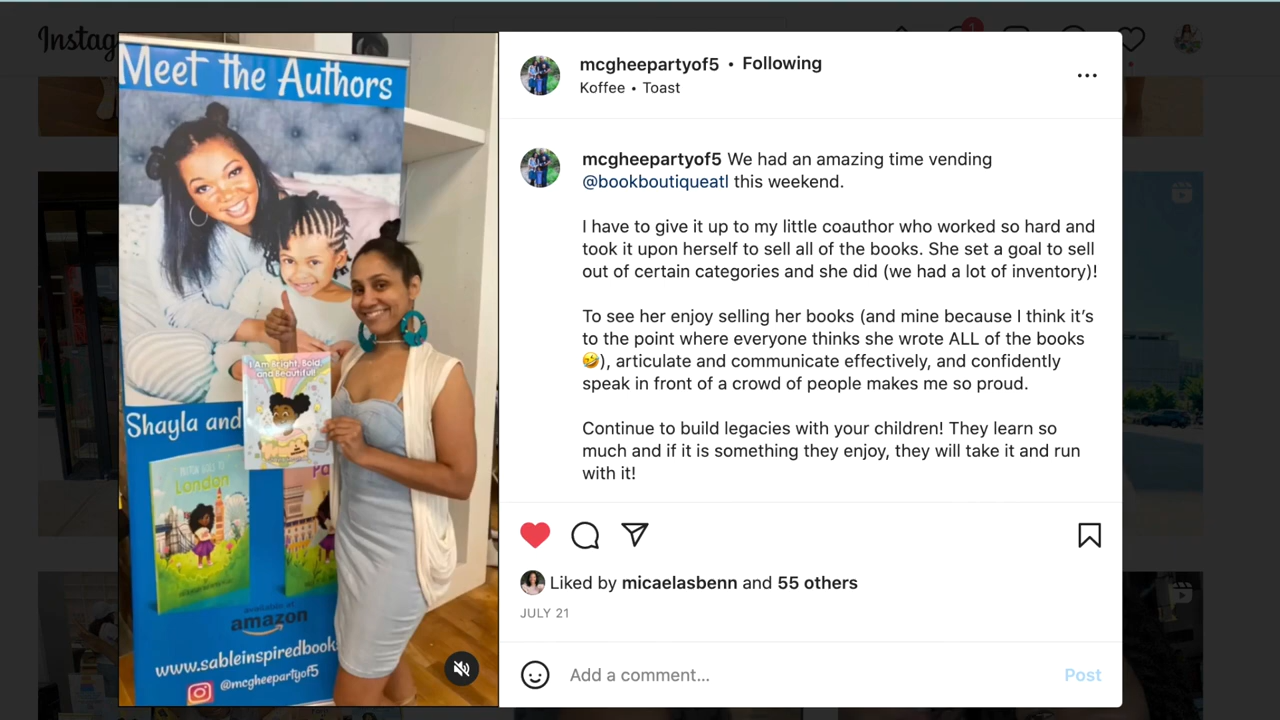 Instag
1
Meet the Authors
I Am Bright, Bold,
and Beautiful!
Shayla and
London
Pa
available at
amazon
www.sableinspiredbook
@mcgheepartyof5
mcgheepartyof5 • Following
Koffee • Toast
mcgheepartyof5 We had an amazing time vending
@bookboutiqueatl this weekend.
I have to give it up to my little coauthor who worked so hard and
took it upon herself to sell all of the books. She set a goal to sell
out of certain categories and she did (we had a lot of inventory)!
To see her enjoy selling her books (and mine because I think it’s
to the point where everyone thinks she wrote ALL of the books
🤣), articulate and communicate effectively, and confidently
speak in front of a crowd of people makes me so proud.
Continue to build legacies with your children! They learn so
much and if it is something they enjoy, they will take it and run
with it!
Liked by micaelasbenn and 55 others
JULY 21
Add a comment...
Post